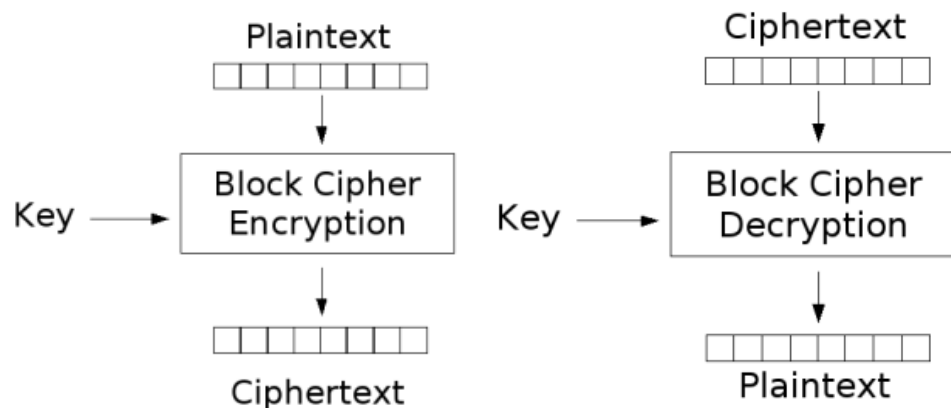 Plaintext
Key
Block Cipher
Encryption
Ciphertext
Ciphertext
Key
Block Cipher
Decryption
Plaintext